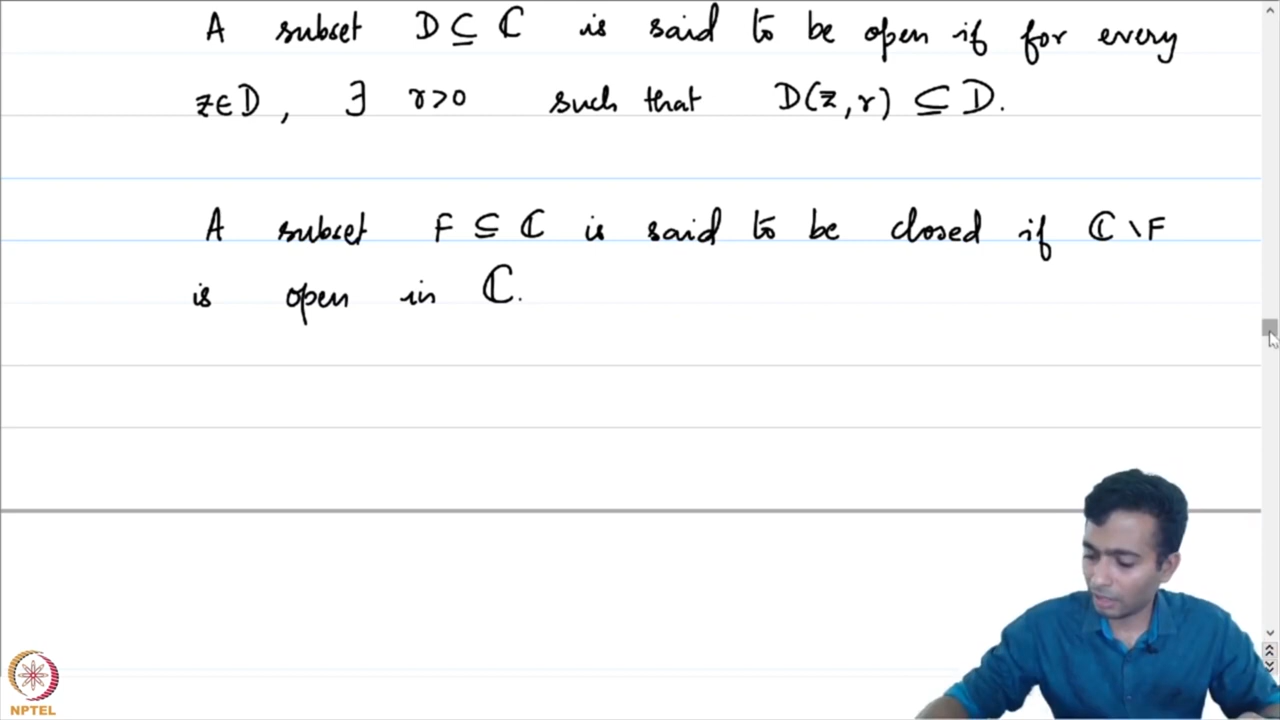 A subset D ⊆ ℂ is said to be open if for every
z∈D, ∃ r>0 such that D(z,r) ⊆ D.
A subset F ⊆ ℂ is said to be closed if ℂ\F
is open in ℂ.
NPTEL